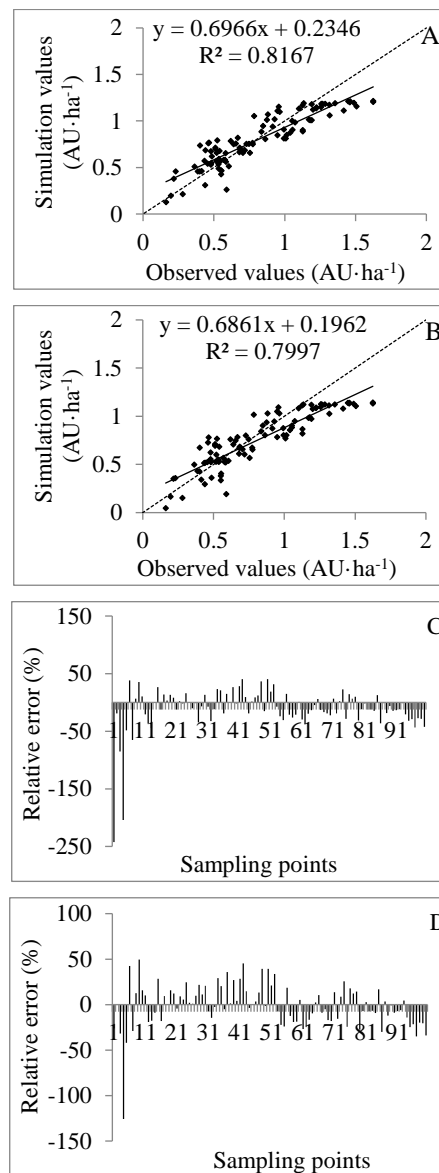 y = 0.6966x + 0.2346
R² = 0.8167
A
Simulation values
(AU·ha⁻¹)
2
1.5
1
0.5
0
0 0.5 1 1.5 2
Observed values (AU·ha⁻¹)
y = 0.6861x + 0.1962
R² = 0.7997
B
Simulation values
(AU·ha⁻¹)
2
1.5
1
0.5
0
0 0.5 1 1.5 2
Observed values (AU·ha⁻¹)
C
Relative error (%)
150
50
-50
-150
-250
1 11 21 31 41 51 61 71 81 91
Sampling points
D
Relative error (%)
100
50
0
-50
-100
-150
1 11 21 31 41 51 61 71 81 91
Sampling points